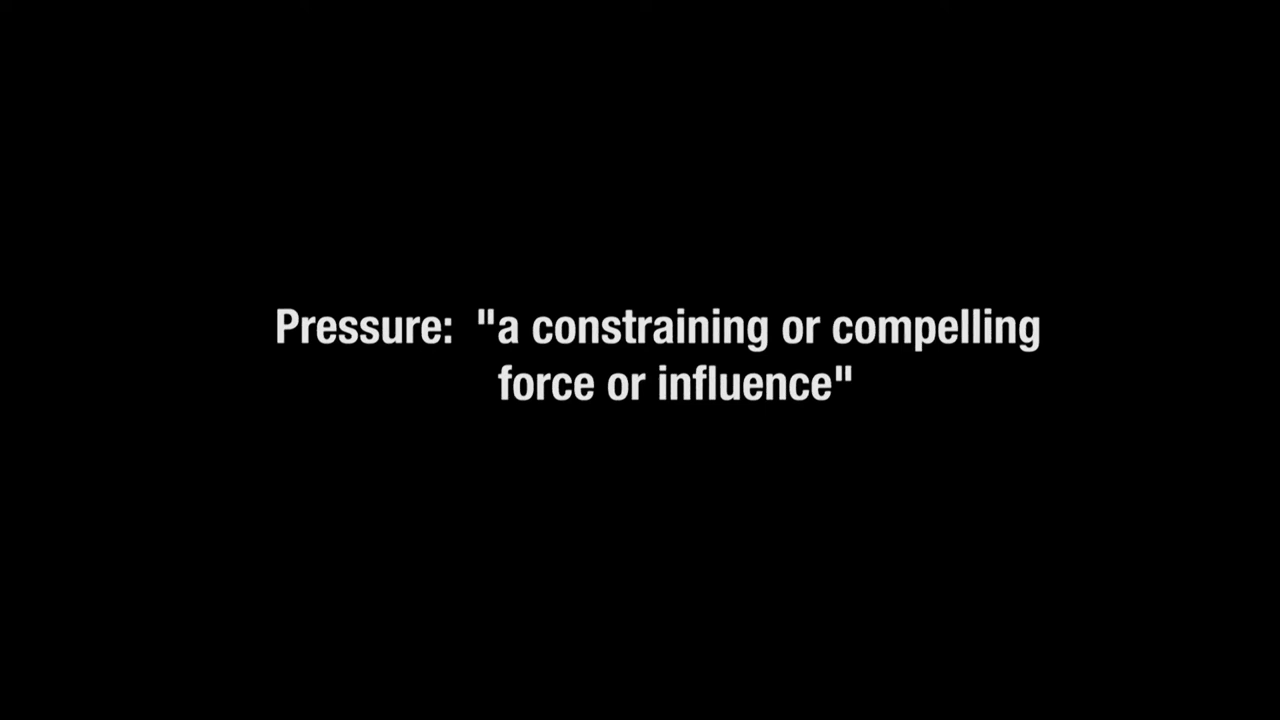 Pressure: "a constraining or compelling
force or influence"